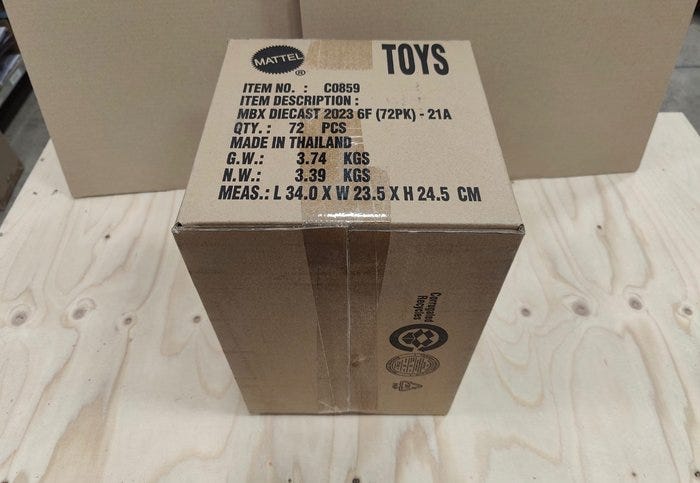 MATTEL ®
TOYS
ITEM NO. : C0859
ITEM DESCRIPTION :
MBX DIECAST 2023 6F (72PK) - 21A
QTY. : 72 PCS
MADE IN THAILAND
G.W.: 3.74 KGS
N.W.: 3.39 KGS
MEAS.: L 34.0 X W 23.5 X H 24.5 CM
Corrugated
Recycles